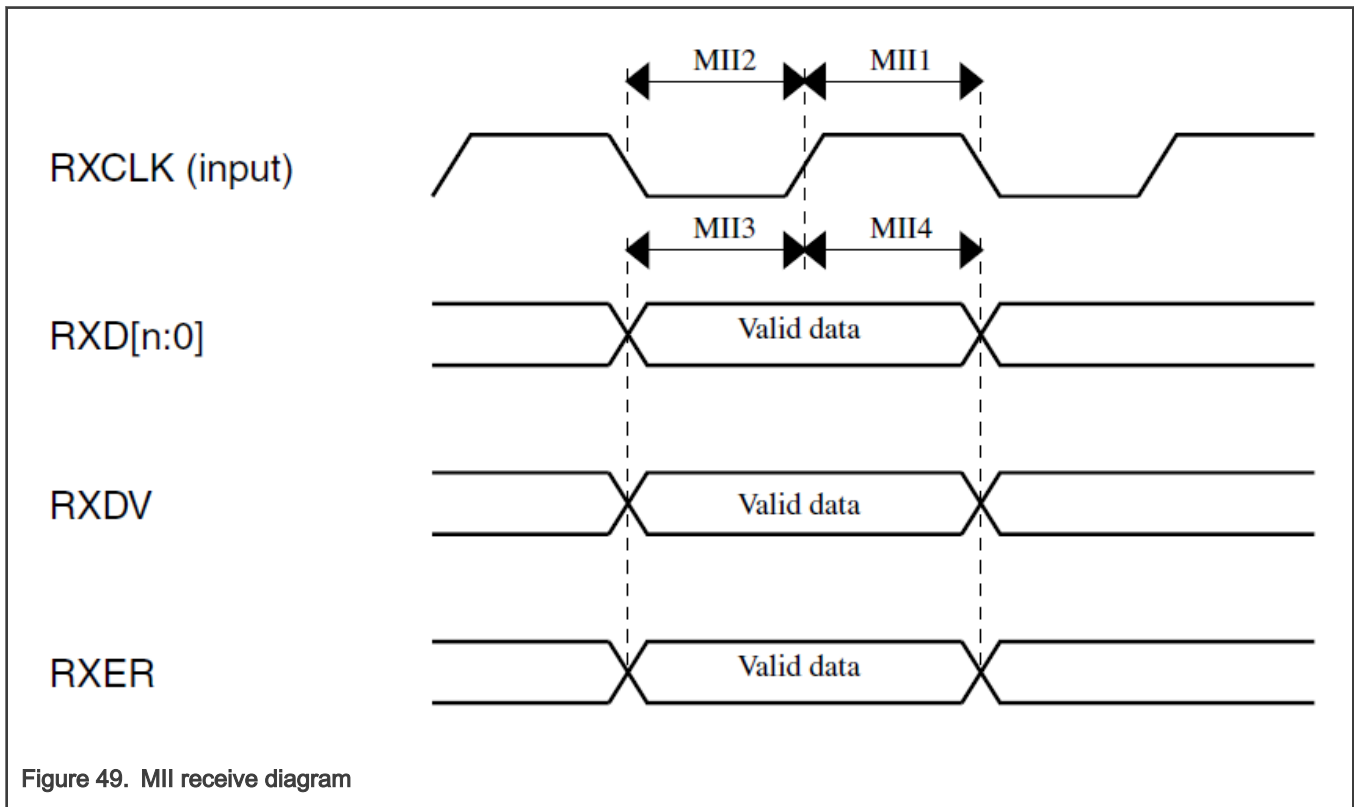 MII2 MII1
RXCLK (input)
MII3 MII4
RXD[n:0] Valid data
RXDV Valid data
RXER Valid data
Figure 49. MII receive diagram